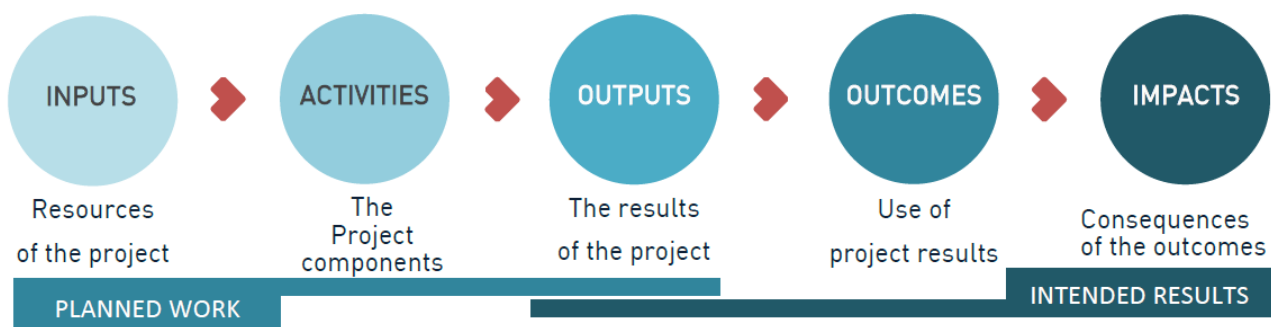 INPUTS
ACTIVITIES
OUTPUTS
OUTCOMES
IMPACTS
Resources
of the project
The
Project
components
The results
of the project
Use of
project results
Consequences
of the outcomes
PLANNED WORK
INTENDED RESULTS